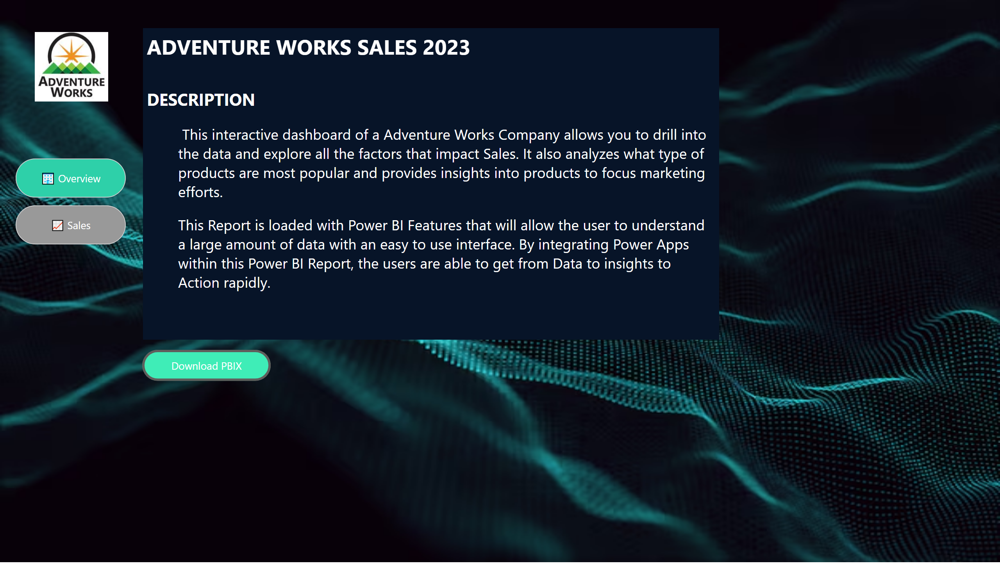 ADVENTURE
WORKS
Overview
Sales
ADVENTURE WORKS SALES 2023
DESCRIPTION
This interactive dashboard of a Adventure Works Company allows you to drill into
the data and explore all the factors that impact Sales. It also analyzes what type of
products are most popular and provides insights into products to focus marketing
efforts.
This Report is loaded with Power BI Features that will allow the user to understand
a large amount of data with an easy to use interface. By integrating Power Apps
within this Power BI Report, the users are able to get from Data to insights to
Action rapidly.
Download PBIX